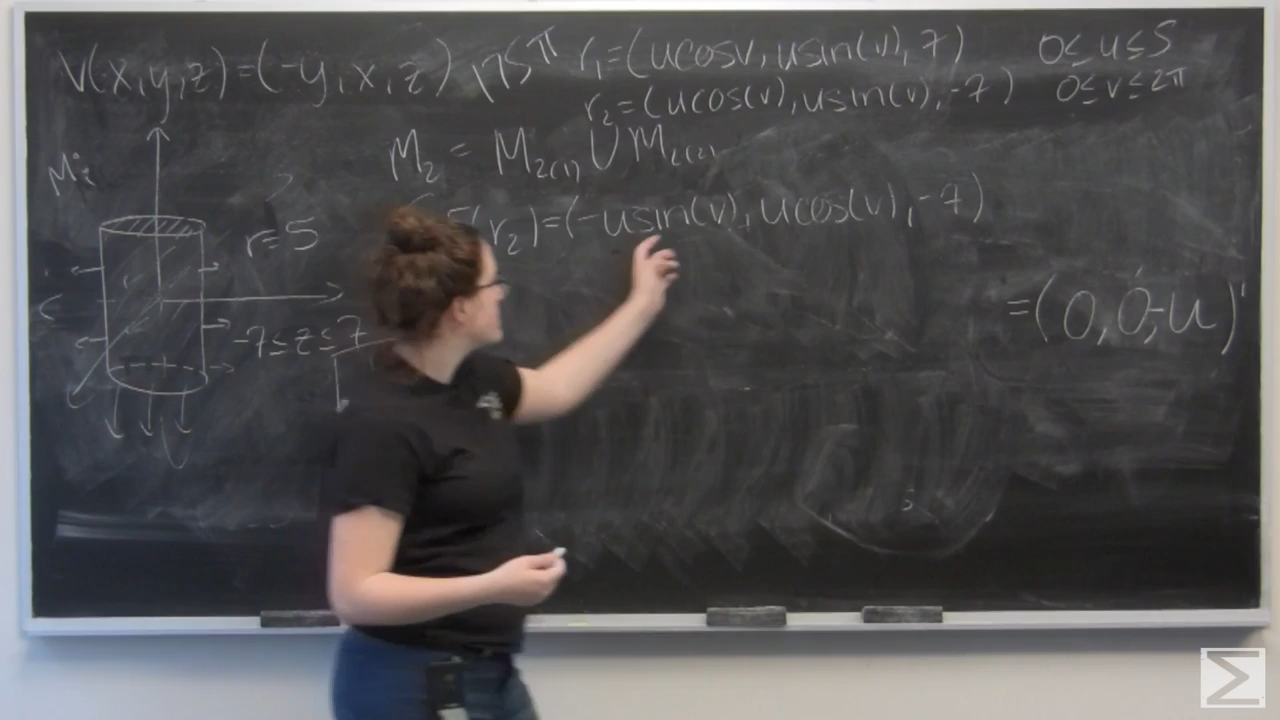 V(x,y,z)=(-y,x,z) 175π r₁=(ucosv,usin(v),7) 0≤u≤5
r₂=(ucos(v),usin(v),-7) 0≤v≤2π
M₂ = M₂₍₁₎ ∪ M₂₍₂₎
r₂)=(-usin(v),ucos(v),-7)
r=5
-7≤z≤7
=(0,0,-u)
Σ